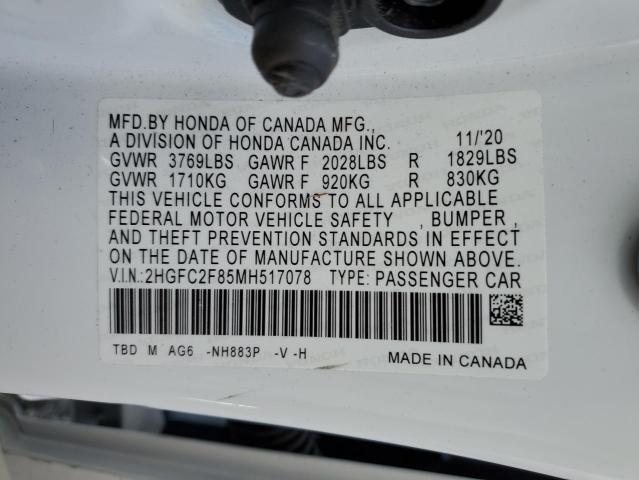 MFD.BY HONDA OF CANADA MFG.,
A DIVISION OF HONDA CANADA INC. 11/'20
GVWR 3769LBS GAWR F 2028LBS R 1829LBS
GVWR 1710KG GAWR F 920KG R 830KG
THIS VEHICLE CONFORMS TO ALL APPLICABLE
FEDERAL MOTOR VEHICLE SAFETY , BUMPER ,
AND THEFT PREVENTION STANDARDS IN EFFECT
ON THE DATE OF MANUFACTURE SHOWN ABOVE.
V.I.N.:2HGFC2F85MH517078 TYPE: PASSENGER CAR
TBD M AG6 -NH883P -V -H
MADE IN CANADA